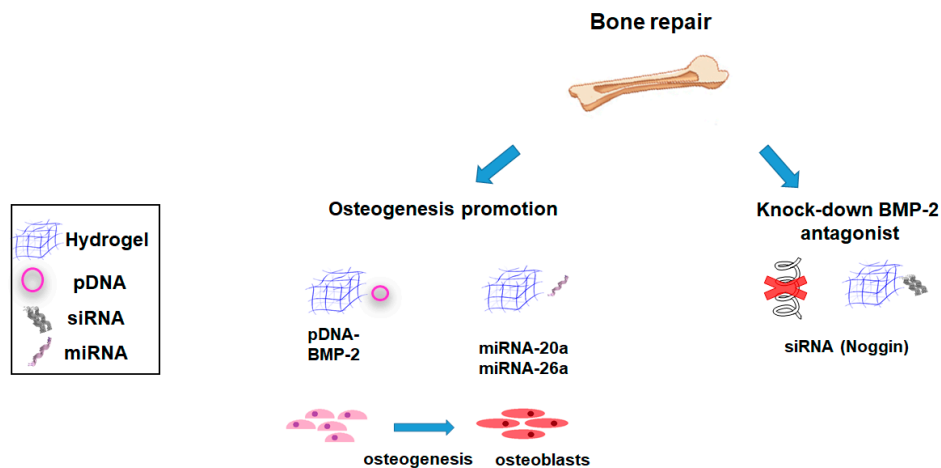 Bone repair
Osteogenesis promotion
Knock-down BMP-2
antagonist
Hydrogel
pDNA
siRNA
miRNA
pDNA-
BMP-2
miRNA-20a
miRNA-26a
siRNA (Noggin)
osteogenesis
osteoblasts